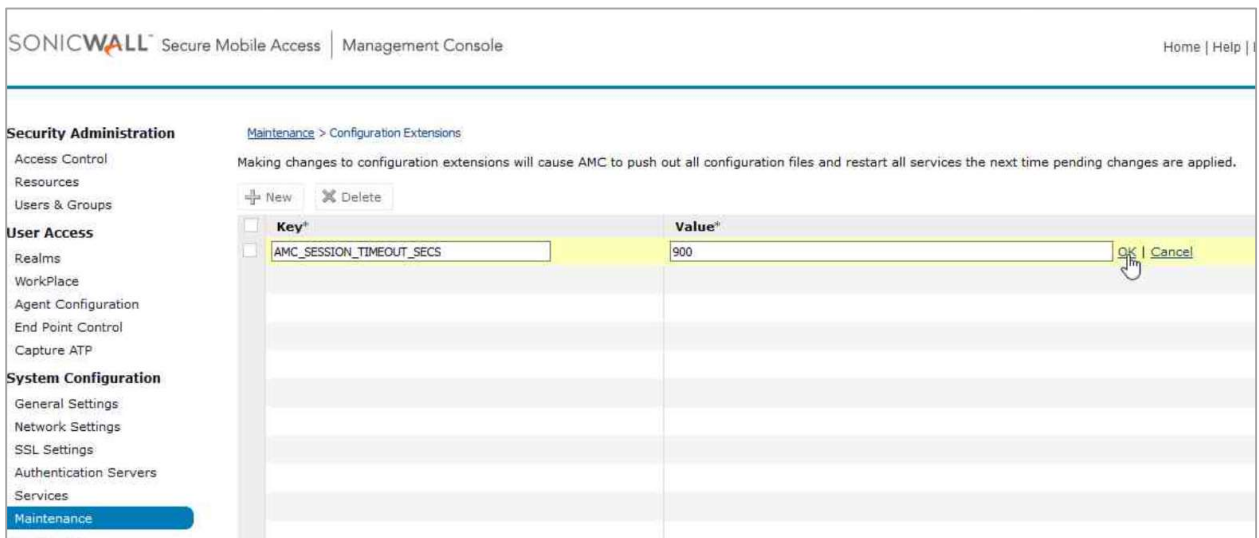 SONICWALL™ Secure Mobile Access | Management Console
Home | Help |
Security Administration
Access Control
Resources
Users & Groups
User Access
Realms
WorkPlace
Agent Configuration
End Point Control
Capture ATP
System Configuration
General Settings
Network Settings
SSL Settings
Authentication Servers
Services
Maintenance
Maintenance > Configuration Extensions
Making changes to configuration extensions will cause AMC to push out all configuration files and restart all services the next time pending changes are applied.
New Delete
Key* Value*
AMC_SESSION_TIMEOUT_SECS 900 OK | Cancel